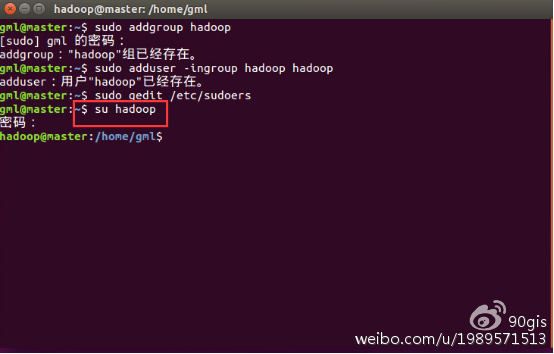 hadoop@master: /home/gml
gml@master:~$ sudo addgroup hadoop
[sudo] gml 的密码：
addgroup："hadoop"组已经存在。
gml@master:~$ sudo adduser -ingroup hadoop hadoop
adduser：用户"hadoop"已经存在。
gml@master:~$ sudo gedit /etc/sudoers
gml@master:~$ su hadoop
密码：
hadoop@master:/home/gml$
90gis
weibo.com/u/1989571513